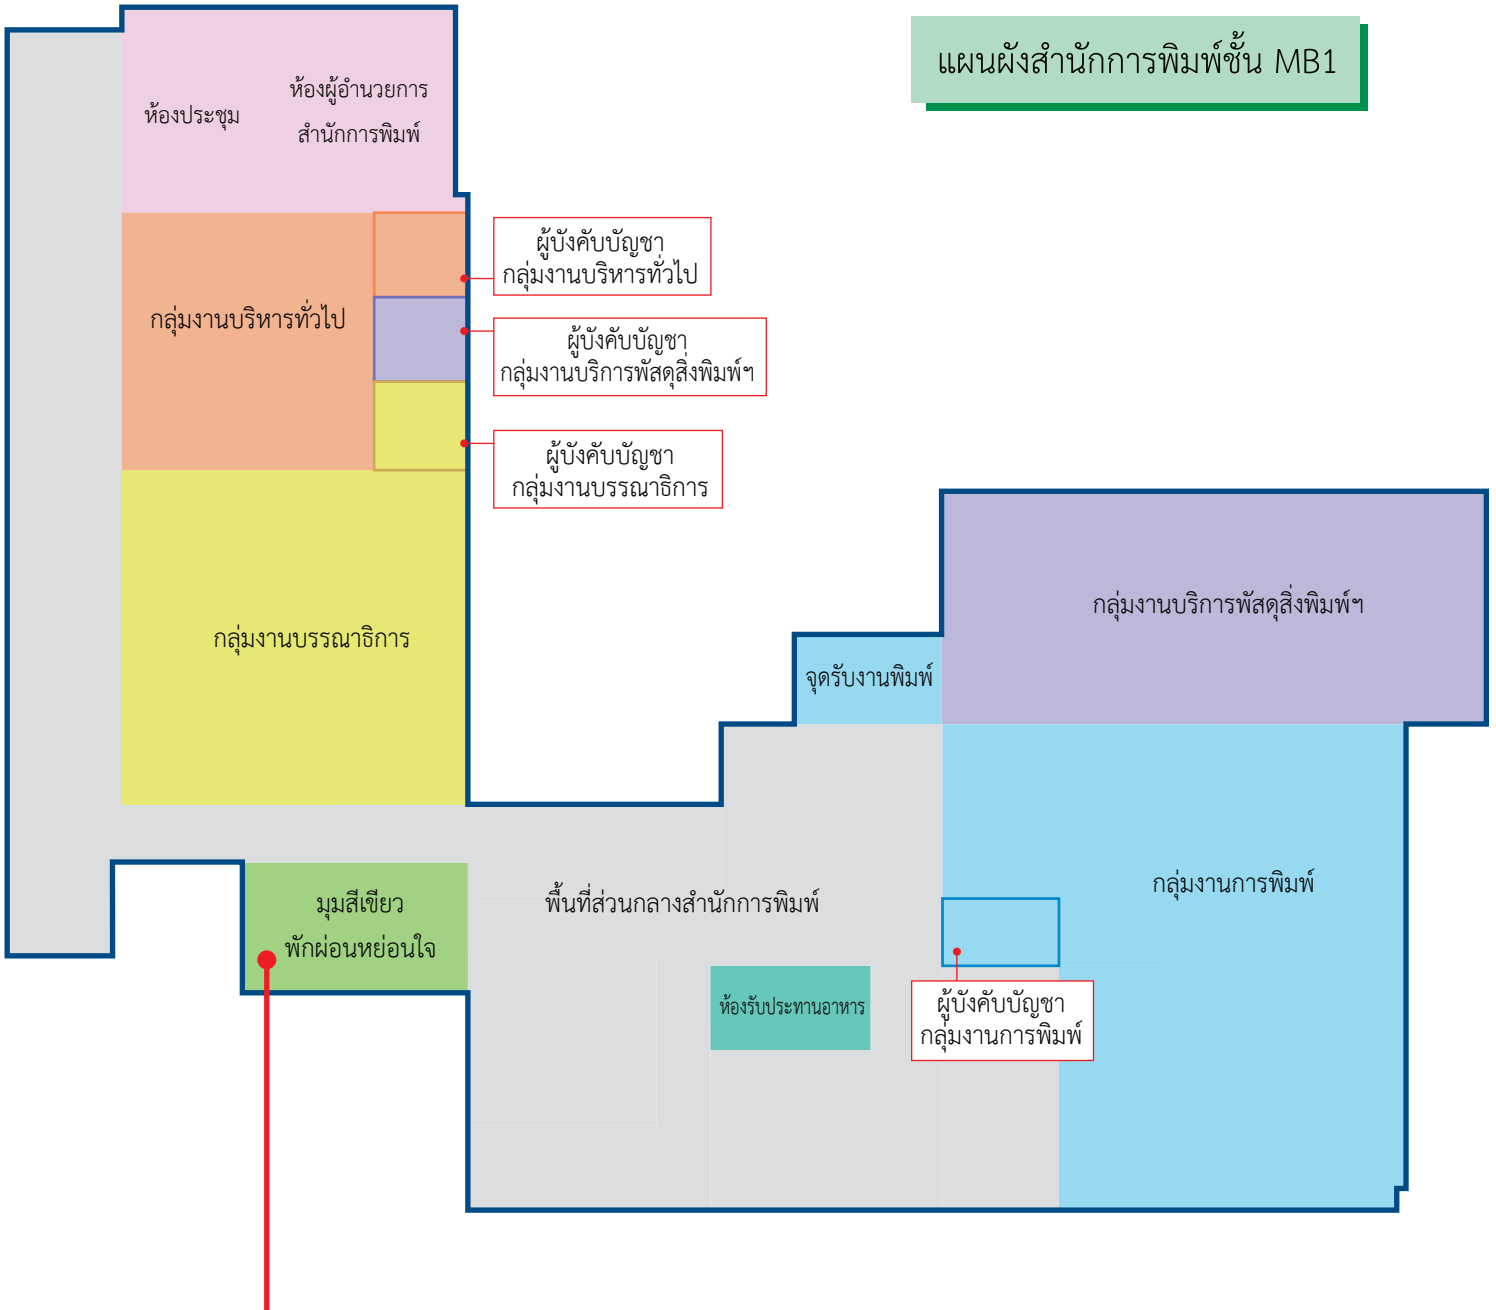 แผนผังสำนักการพิมพ์ชั้น MB1
ห้องประชุม
ห้องผู้อำนวยการ
สำนักการพิมพ์
กลุ่มงานบริหารทั่วไป
ผู้บังคับบัญชา
กลุ่มงานบริหารทั่วไป
ผู้บังคับบัญชา
กลุ่มงานบริการพัสดุสิ่งพิมพ์ฯ
ผู้บังคับบัญชา
กลุ่มงานบรรณาธิการ
กลุ่มงานบรรณาธิการ
กลุ่มงานบริการพัสดุสิ่งพิมพ์ฯ
จุดรับงานพิมพ์
กลุ่มงานการพิมพ์
มุมสีเขียว
พักผ่อนหย่อนใจ
พื้นที่ส่วนกลางสำนักการพิมพ์
ห้องรับประทานอาหาร
ผู้บังคับบัญชา
กลุ่มงานการพิมพ์